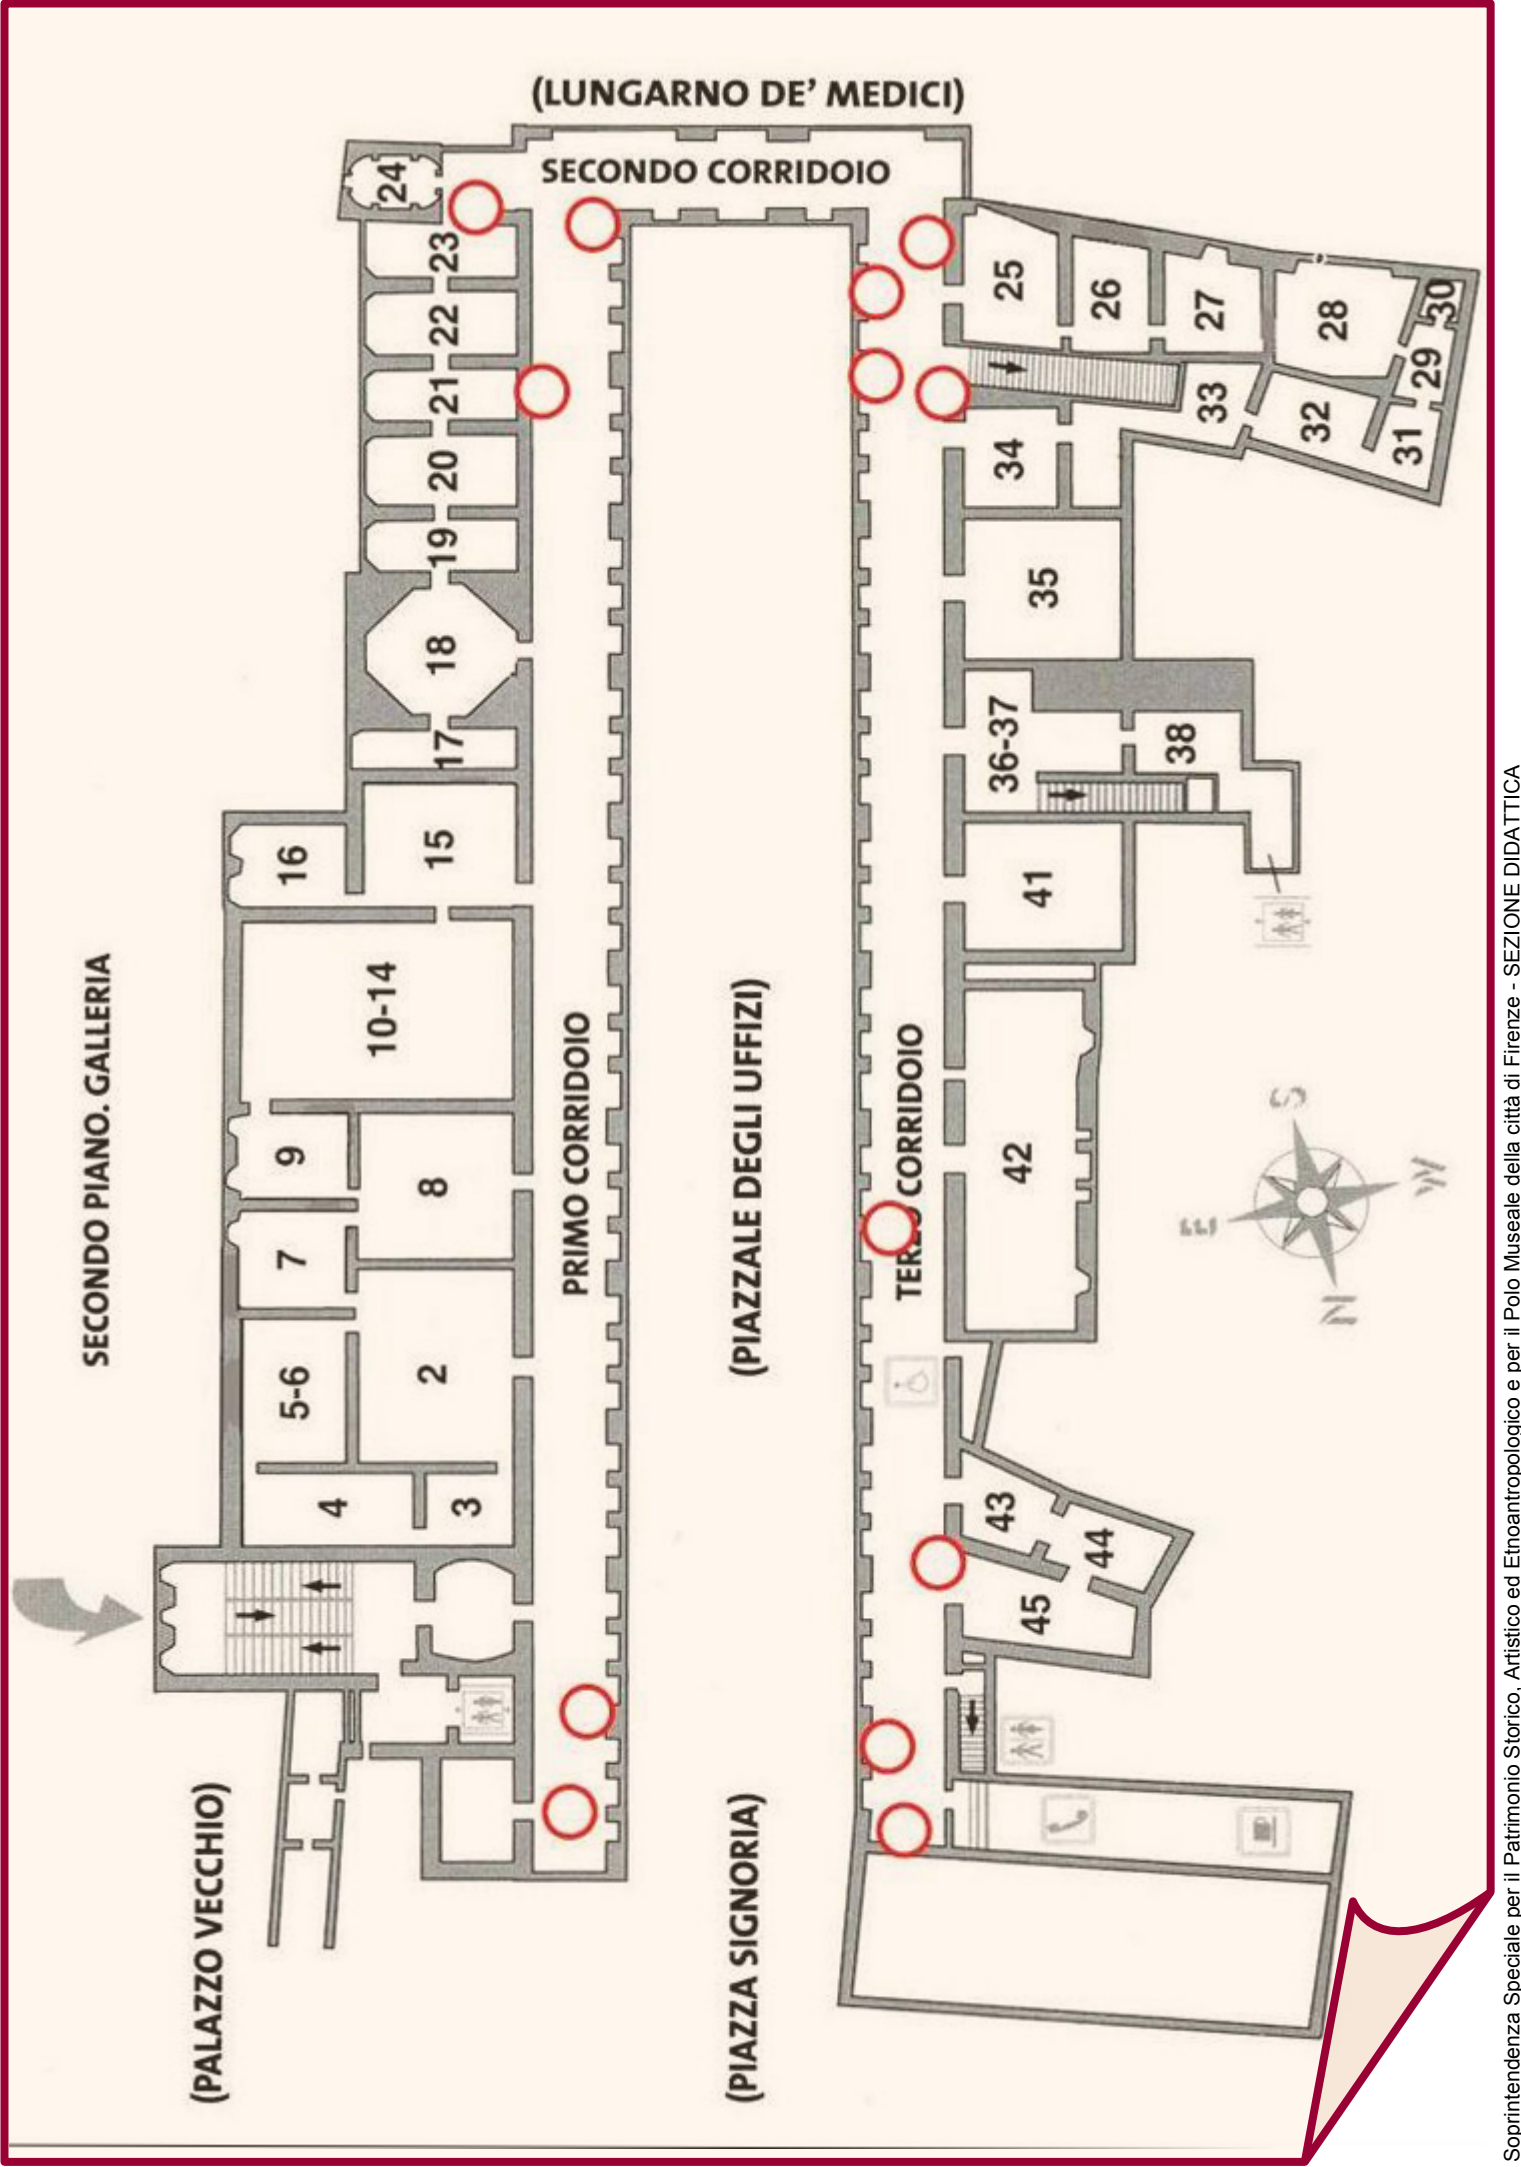 (LUNGARNO DE' MEDICI)
SECONDO CORRIDOIO
24
23
22
21
20
19
18
17
16
15
10-14
9
8
7
5-6
2
4
3
SECONDO PIANO. GALLERIA
PRIMO CORRIDOIO
(PIAZZALE DEGLI UFFIZI)
TERZO CORRIDOIO
25
26
27
28
30
29
31
32
33
34
35
36-37
38
41
42
43
44
45
S
E
W
N
(PALAZZO VECCHIO)
(PIAZZA SIGNORIA)
Soprintendenza Speciale per il Patrimonio Storico, Artistico ed Etnoantropologico e per il Polo Museale della città di Firenze - SEZIONE DIDATTICA